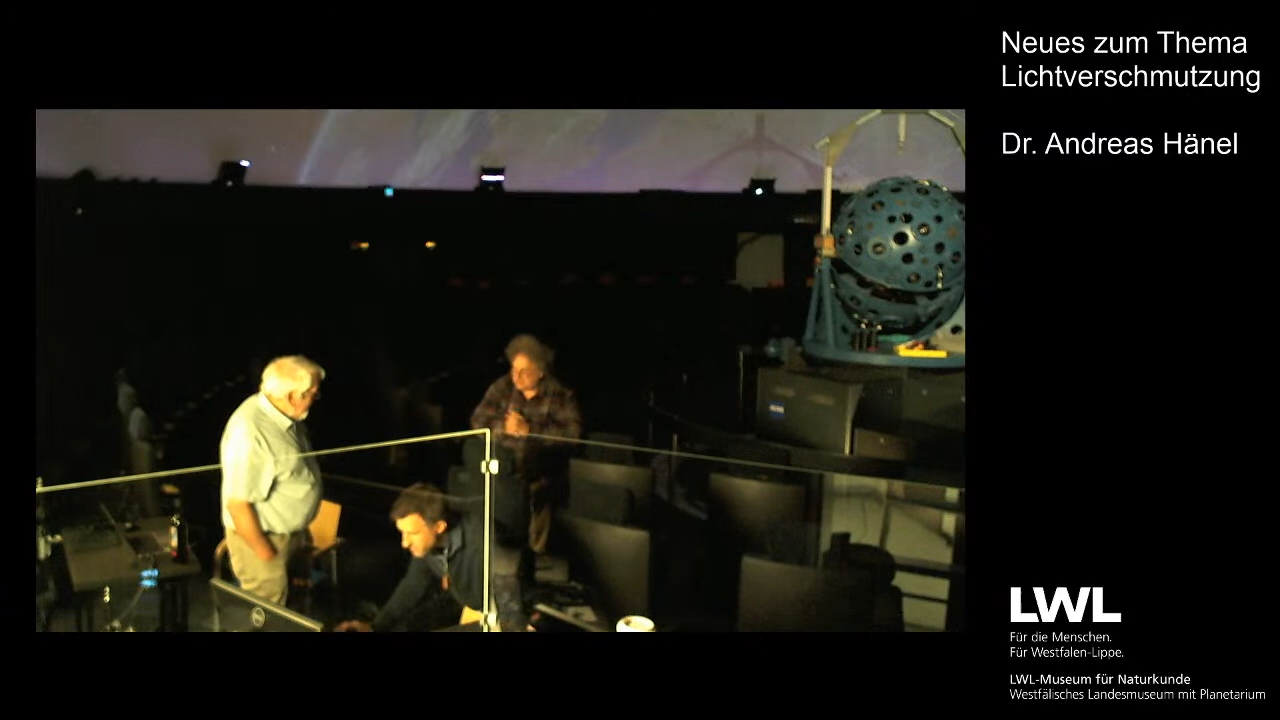 Neues zum Thema
Lichtverschmutzung
Dr. Andreas Hänel
LWL
Für die Menschen.
Für Westfalen-Lippe.
LWL-Museum für Naturkunde
Westfälisches Landesmuseum mit Planetarium